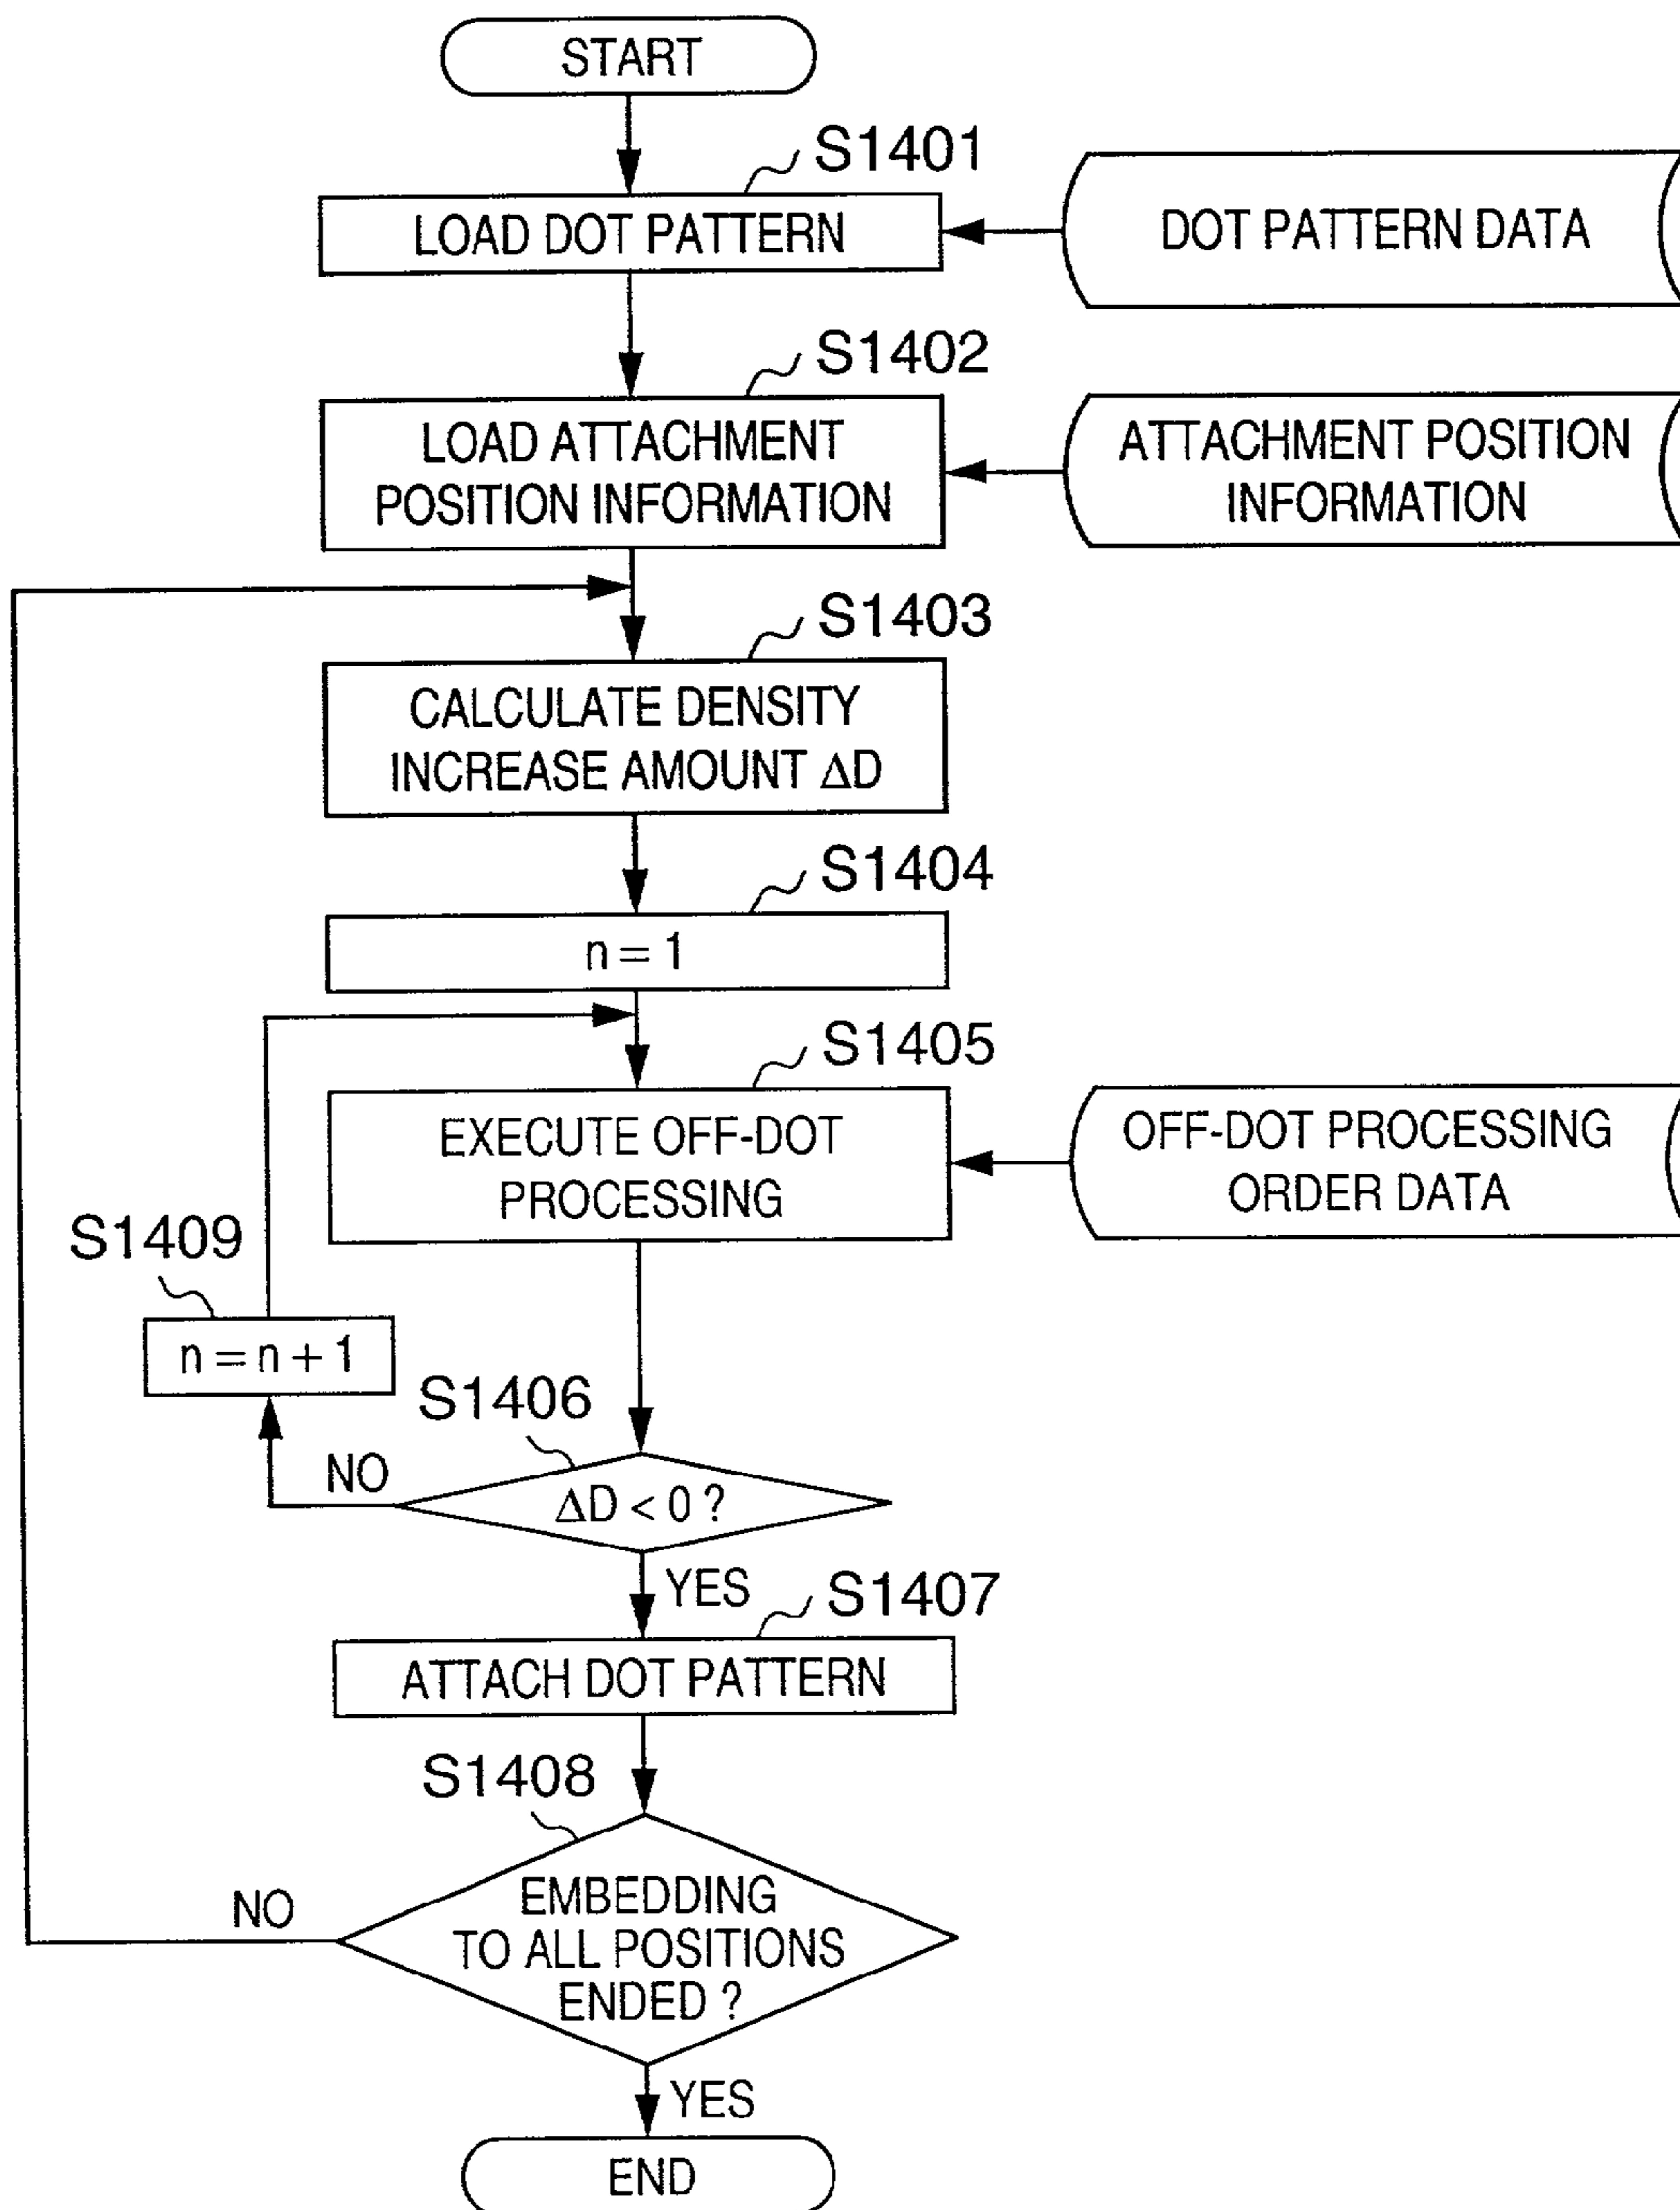 START
S1401
LOAD DOT PATTERN
DOT PATTERN DATA
S1402
LOAD ATTACHMENT
POSITION INFORMATION
ATTACHMENT POSITION
INFORMATION
S1403
CALCULATE DENSITY
INCREASE AMOUNT ΔD
S1404
n = 1
S1405
EXECUTE OFF-DOT
PROCESSING
OFF-DOT PROCESSING
ORDER DATA
S1409
n = n + 1
S1406
NO
ΔD < 0 ?
YES
S1407
ATTACH DOT PATTERN
S1408
NO
EMBEDDING
TO ALL POSITIONS
ENDED ?
YES
END